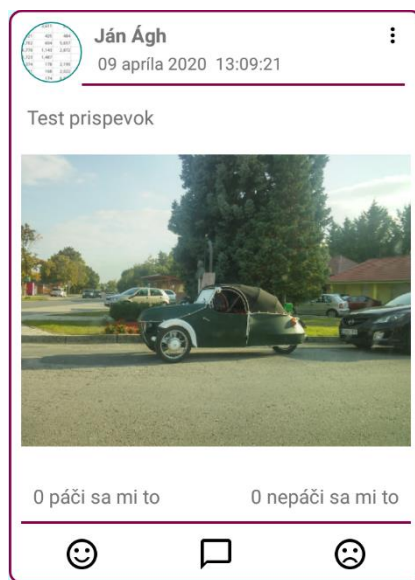 Ján Ágh
09 apríla 2020 13:09:21
Test prispevok
0 páči sa mi to
0 nepáči sa mi to